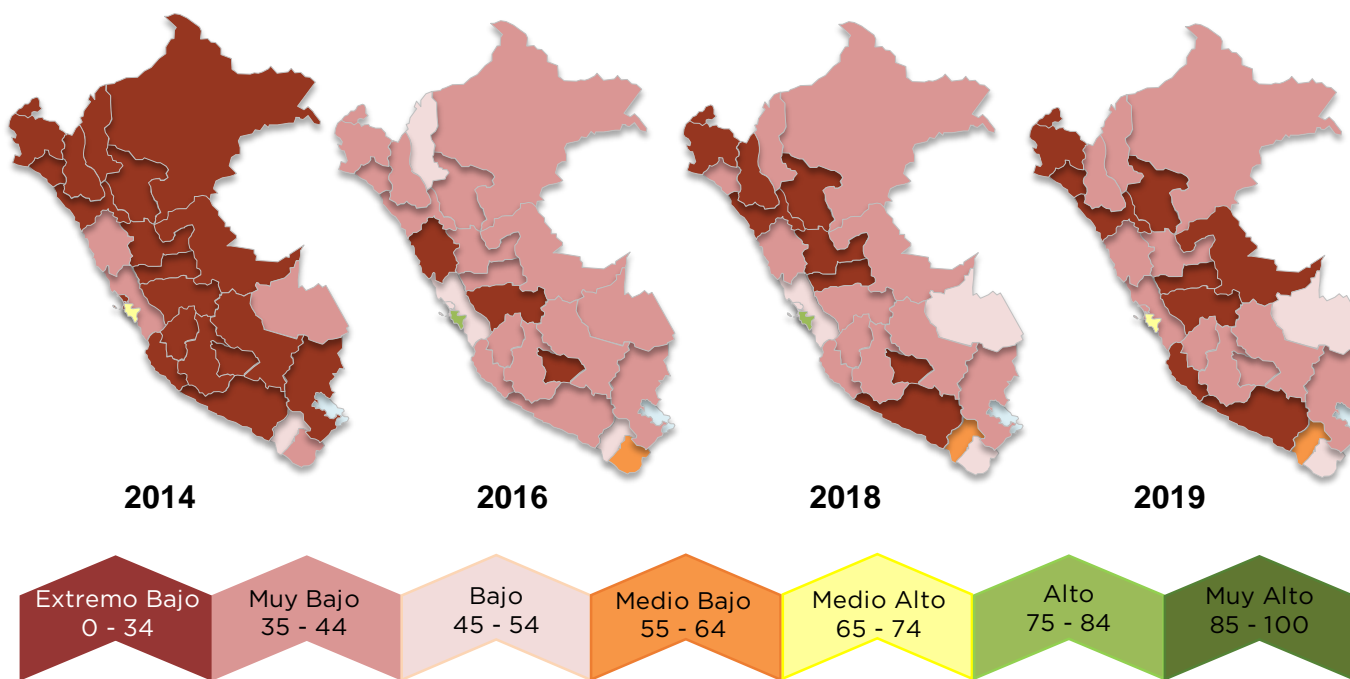 2014
2016
2018
2019
Extremo Bajo
0 - 34
Muy Bajo
35 - 44
Bajo
45 - 54
Medio Bajo
55 - 64
Medio Alto
65 - 74
Alto
75 - 84
Muy Alto
85 - 100